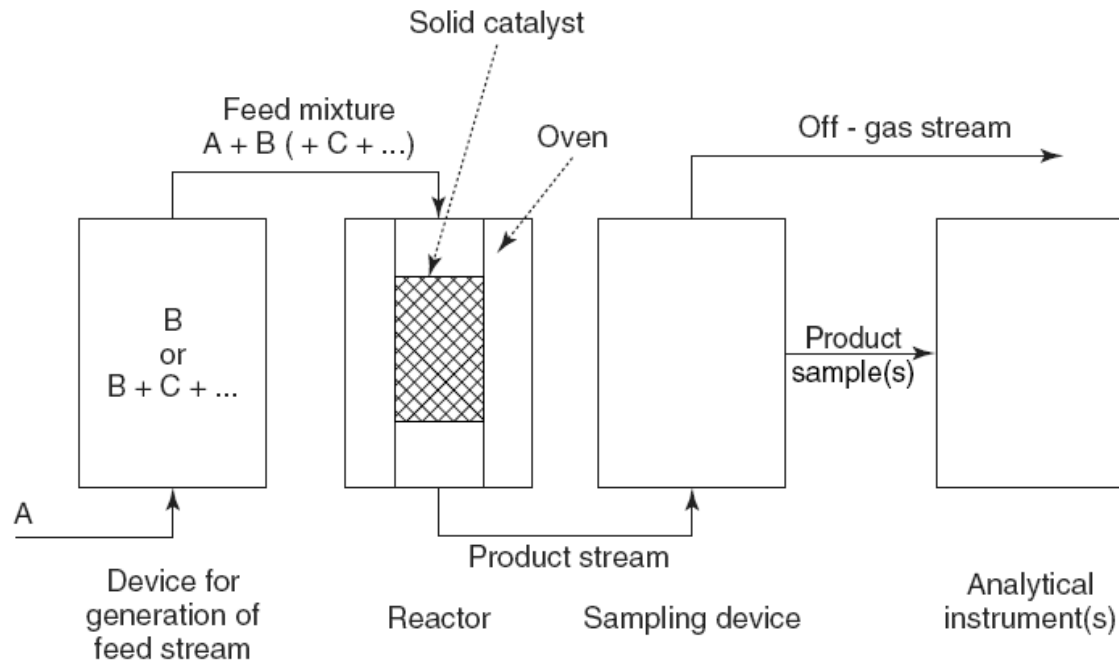 Solid catalyst
Feed mixture
A + B ( + C + ...)
Oven
Off - gas stream
B
or
B + C + ...
Product
sample(s)
A
Product stream
Device for
generation of
feed stream
Reactor
Sampling device
Analytical
instrument(s)